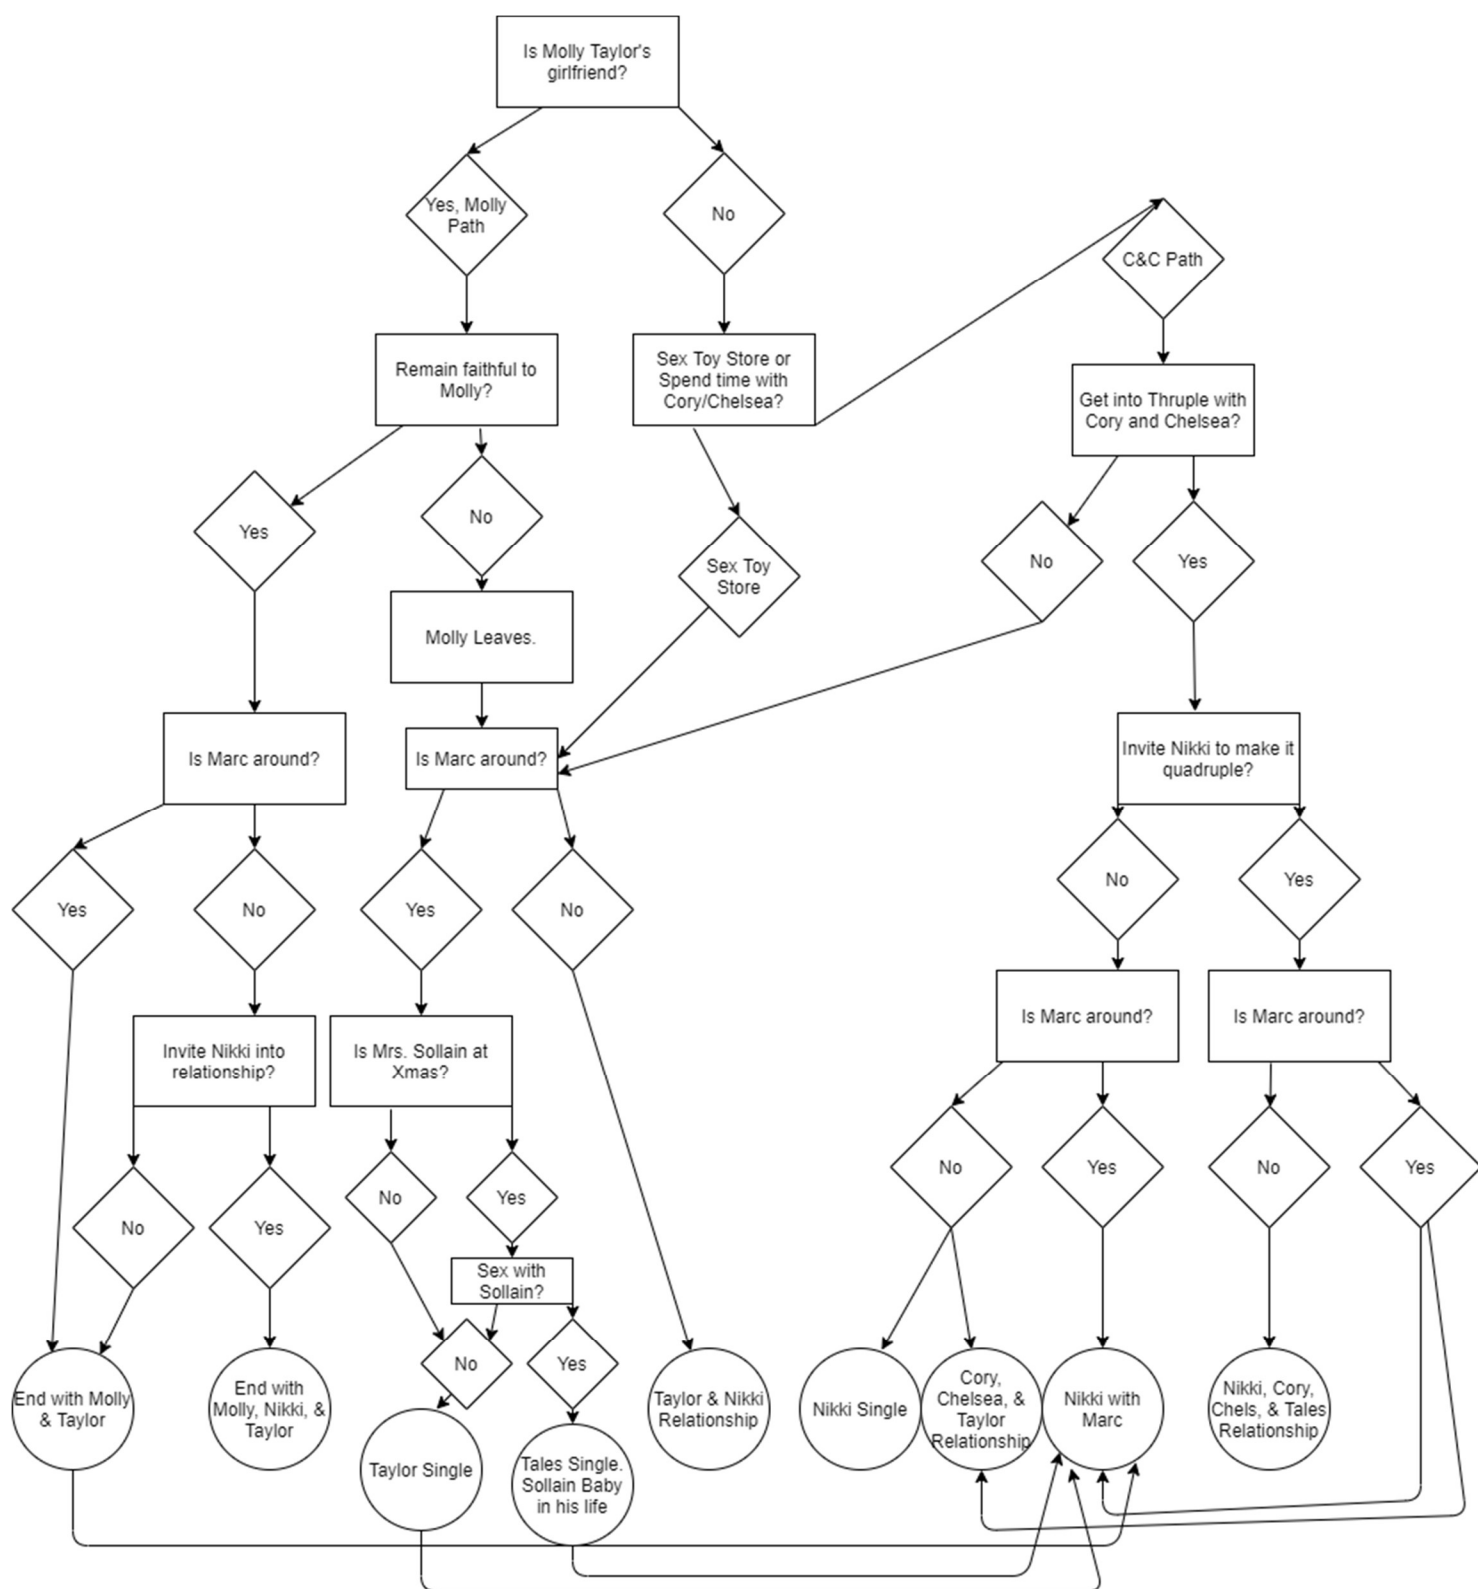 Is Molly Taylor's
girlfriend?
Yes, Molly
Path
No
C&C Path
Remain faithful to
Molly?
Sex Toy Store or
Spend time with
Cory/Chelsea?
Get into Thruple with
Cory and Chelsea?
Yes
No
Sex Toy
Store
No
Yes
Molly Leaves.
Is Marc around?
Is Marc around?
Invite Nikki to make it
quadruple?
Yes
No
Yes
No
No
Yes
Invite Nikki into
relationship?
Is Mrs. Sollain at
Xmas?
Is Marc around?
Is Marc around?
No
Yes
No
Yes
No
Yes
No
Yes
Sex with
Sollain?
No
Yes
End with Molly
& Taylor
End with
Molly, Nikki, &
Taylor
Taylor Single
Tales Single.
Sollain Baby
in his life
Taylor & Nikki
Relationship
Nikki Single
Cory,
Chelsea, &
Taylor
Relationship
Nikki with
Marc
Nikki, Cory,
Chels, & Tales
Relationship